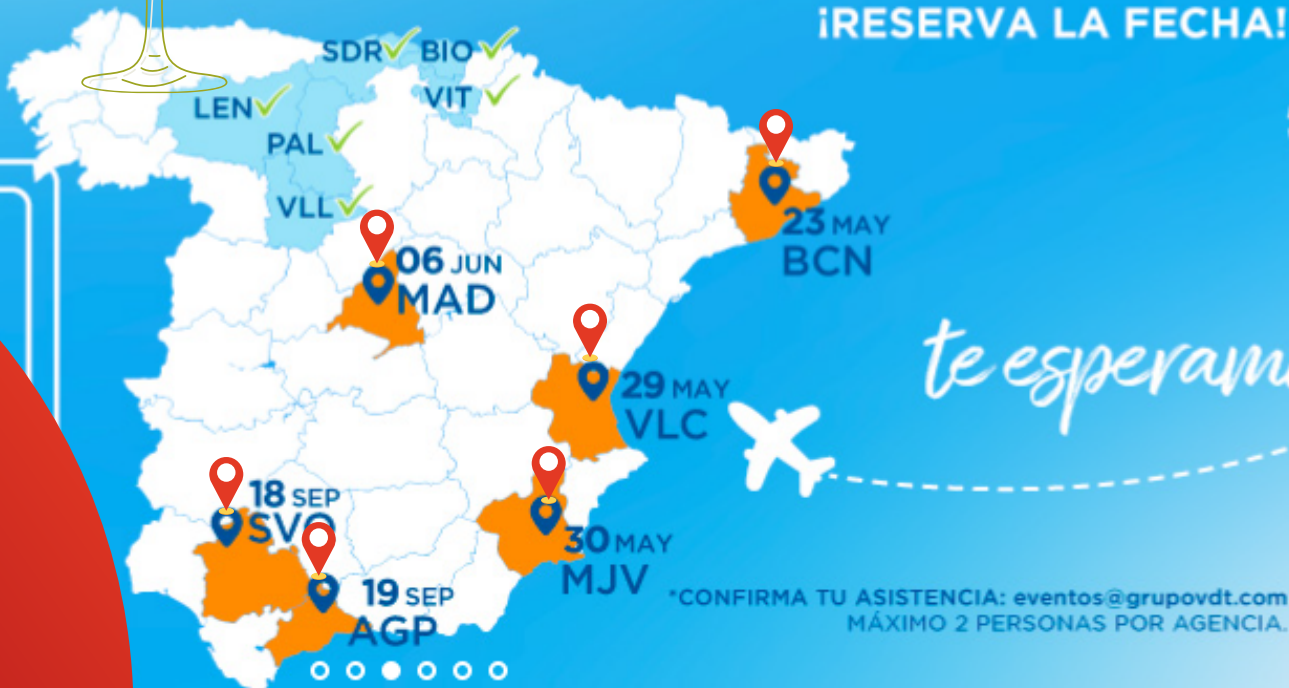 ¡RESERVA LA FECHA!
SDR BIO
VIT
LEN
PAL
VLL
23 MAY
BCN
06 JUN
MAD
te esperam
29 MAY
VLC
18 SEP
SVQ
30 MAY
MJV
19 SEP
AGP
*CONFIRMA TU ASISTENCIA: eventos@grupovdt.com
MÁXIMO 2 PERSONAS POR AGENCIA.